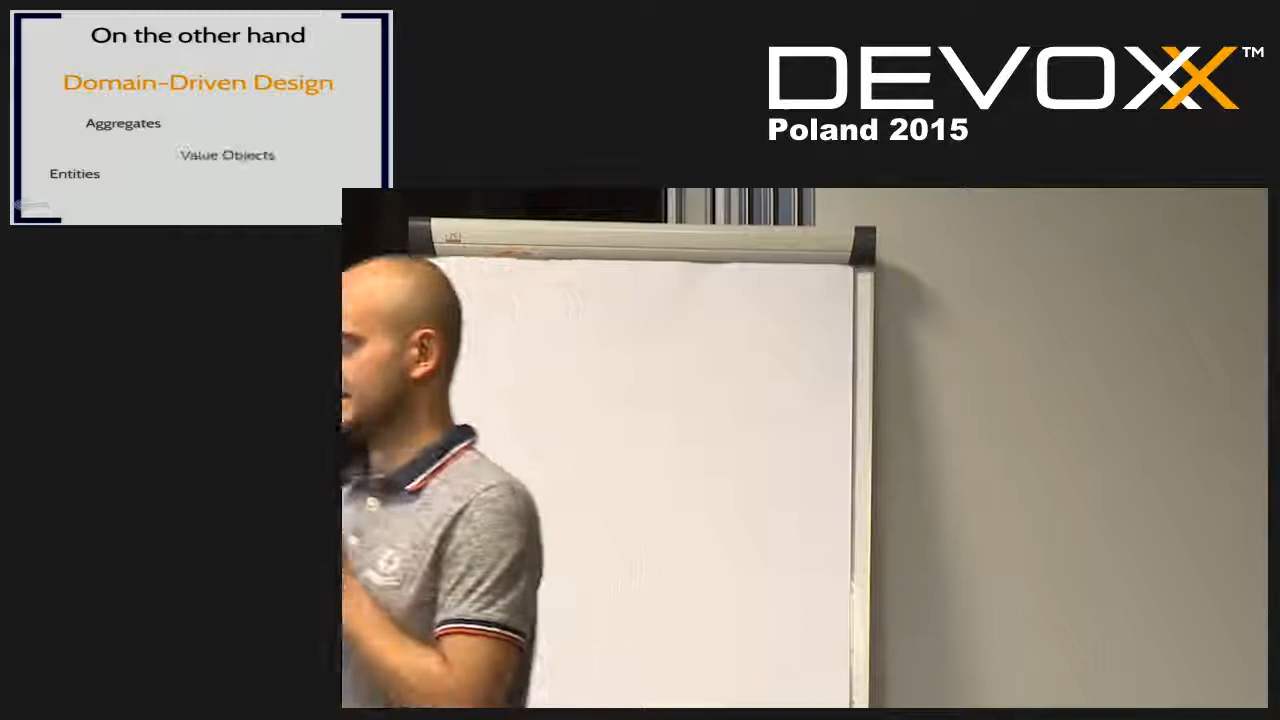 On the other hand
Domain-Driven Design
Aggregates
Value Objects
Entities
DEVOXX™
Poland 2015